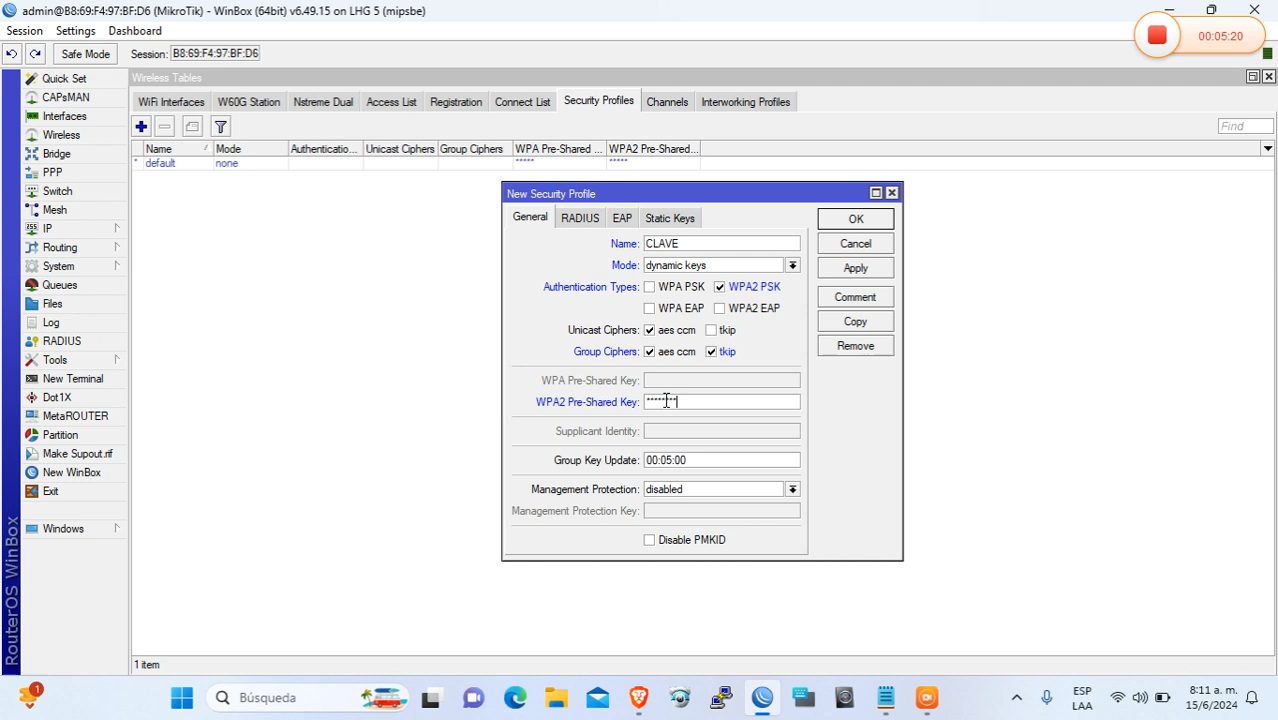 admin@B8:69:F4:97:BF:D6 (MikroTik) - WinBox (64bit) v6.49.15 on LHG 5 (mipsbe)
00:05:20
Session Settings Dashboard
Safe Mode Session: B8:69:F4:97:BF:D6
Quick Set
CAPsMAN
Interfaces
Wireless
Bridge
PPP
Switch
Mesh
IP
Routing
System
Queues
Files
Log
RADIUS
Tools
New Terminal
Dot1X
MetaROUTER
Partition
Make Supout.rif
New WinBox
Exit
Windows
RouterOS WinBox
Wireless Tables
WiFi Interfaces W60G Station Nstreme Dual Access List Registration Connect List Security Profiles Channels Interworking Profiles
Find
Name Mode Authenticatio... Unicast Ciphers Group Ciphers WPA Pre-Shared ... WPA2 Pre-Shared...
* default none ***** *****
New Security Profile
General RADIUS EAP Static Keys
Name: CLAVE
Mode: dynamic keys
Authentication Types: WPA PSK WPA2 PSK
WPA EAP WPA2 EAP
Unicast Ciphers: aes ccm tkip
Group Ciphers: aes ccm tkip
WPA Pre-Shared Key:
WPA2 Pre-Shared Key: ********
Supplicant Identity:
Group Key Update: 00:05:00
Management Protection: disabled
Management Protection Key:
Disable PMKID
OK
Cancel
Apply
Comment
Copy
Remove
1 item
1
Búsqueda
ESP
LAA
8:11 a. m.
15/6/2024